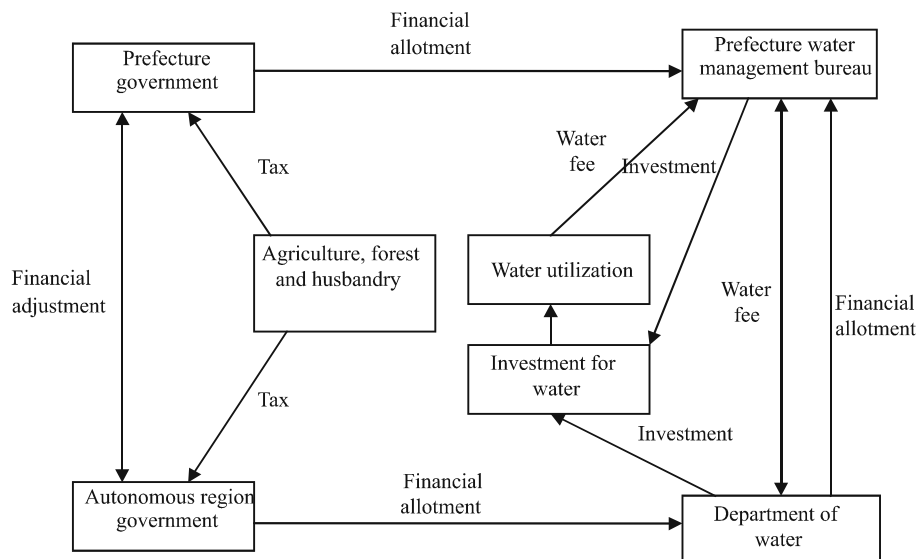 Financial
allotment
Prefecture
government
Prefecture water
management bureau
Tax
Water
fee
Investment
Agriculture, forest
and husbandry
Water utilization
Financial
adjustment
Water
fee
Financial
allotment
Investment for
water
Tax
Investment
Financial
allotment
Autonomous region
government
Department of
water